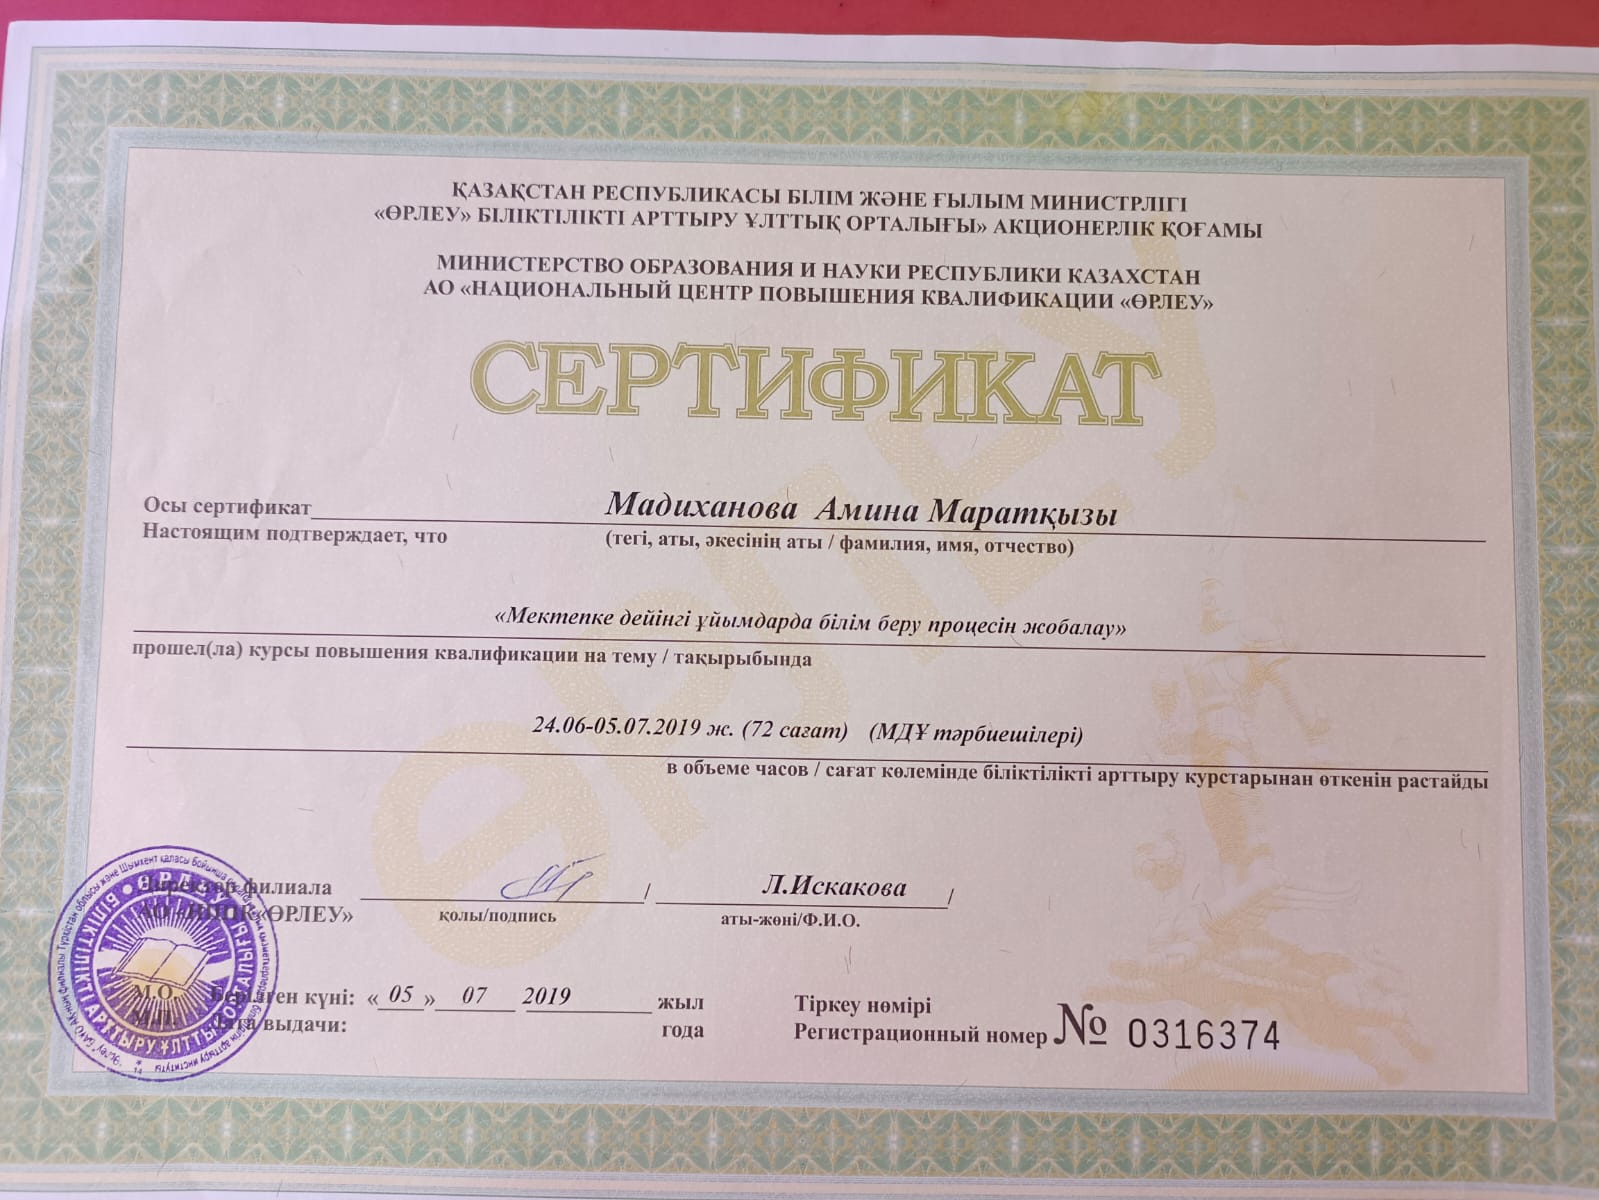 ҚАЗАҚСТАН РЕСПУБЛИКАСЫ БІЛІМ ЖӘНЕ ҒЫЛЫМ МИНИСТРЛІГІ
«ӨРЛЕУ» БІЛІКТІЛІКТІ АРТТЫРУ ҰЛТТЫҚ ОРТАЛЫҒЫ» АКЦИОНЕРЛІК ҚОҒАМЫ
МИНИСТЕРСТВО ОБРАЗОВАНИЯ И НАУКИ РЕСПУБЛИКИ КАЗАХСТАН
АО «НАЦИОНАЛЬНЫЙ ЦЕНТР ПОВЫШЕНИЯ КВАЛИФИКАЦИИ «ӨРЛЕУ»
СЕРТИФИКАТ
Осы сертификат Мадиханова Амина Маратқызы
Настоящим подтверждает, что (тегі, аты, әкесінің аты / фамилия, имя, отчество)
«Мектепке дейінгі ұйымдарда білім беру процесін жобалау»
прошел(ла) курсы повышения квалификации на тему / тақырыбында
24.06-05.07.2019 ж. (72 сағат) (МДҰ тәрбиешілері)
в объеме часов / сағат көлемінде біліктілікті арттыру курстарынан өткенін растайды
Директор филиала / Л.Искакова /
АО «НЦПК«ӨРЛЕУ» қолы/подпись аты-жөні/Ф.И.О.
М.О. Берілген күні: « 05 » 07 2019 жыл Тіркеу нөмірі
М.П. Дата выдачи: года Регистрационный номер № 0316374
ӨРЛЕУ